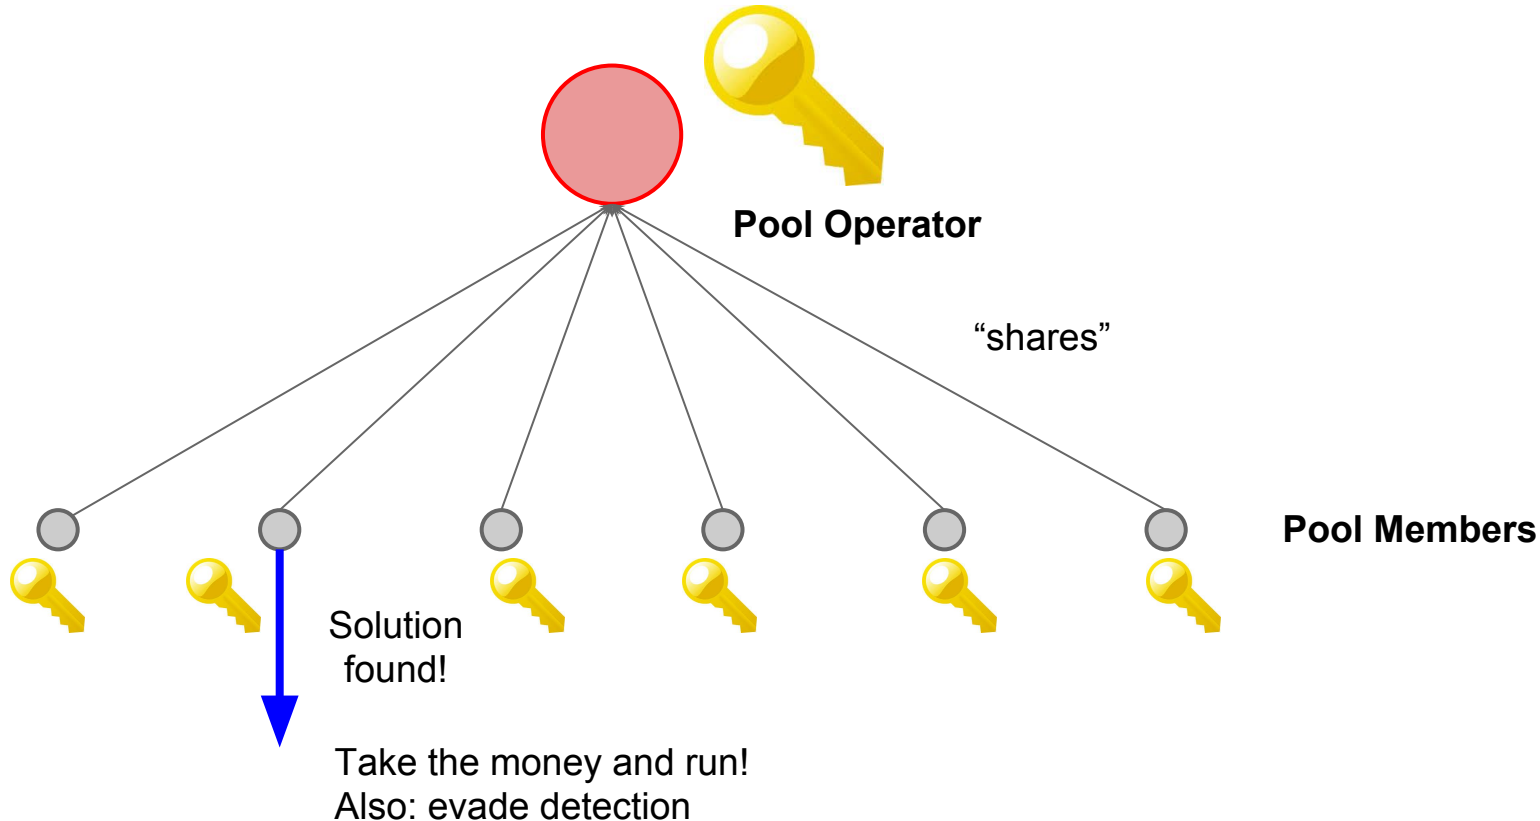 Pool Operator
“shares”
Pool Members
Solution
found!
Take the money and run!
Also: evade detection